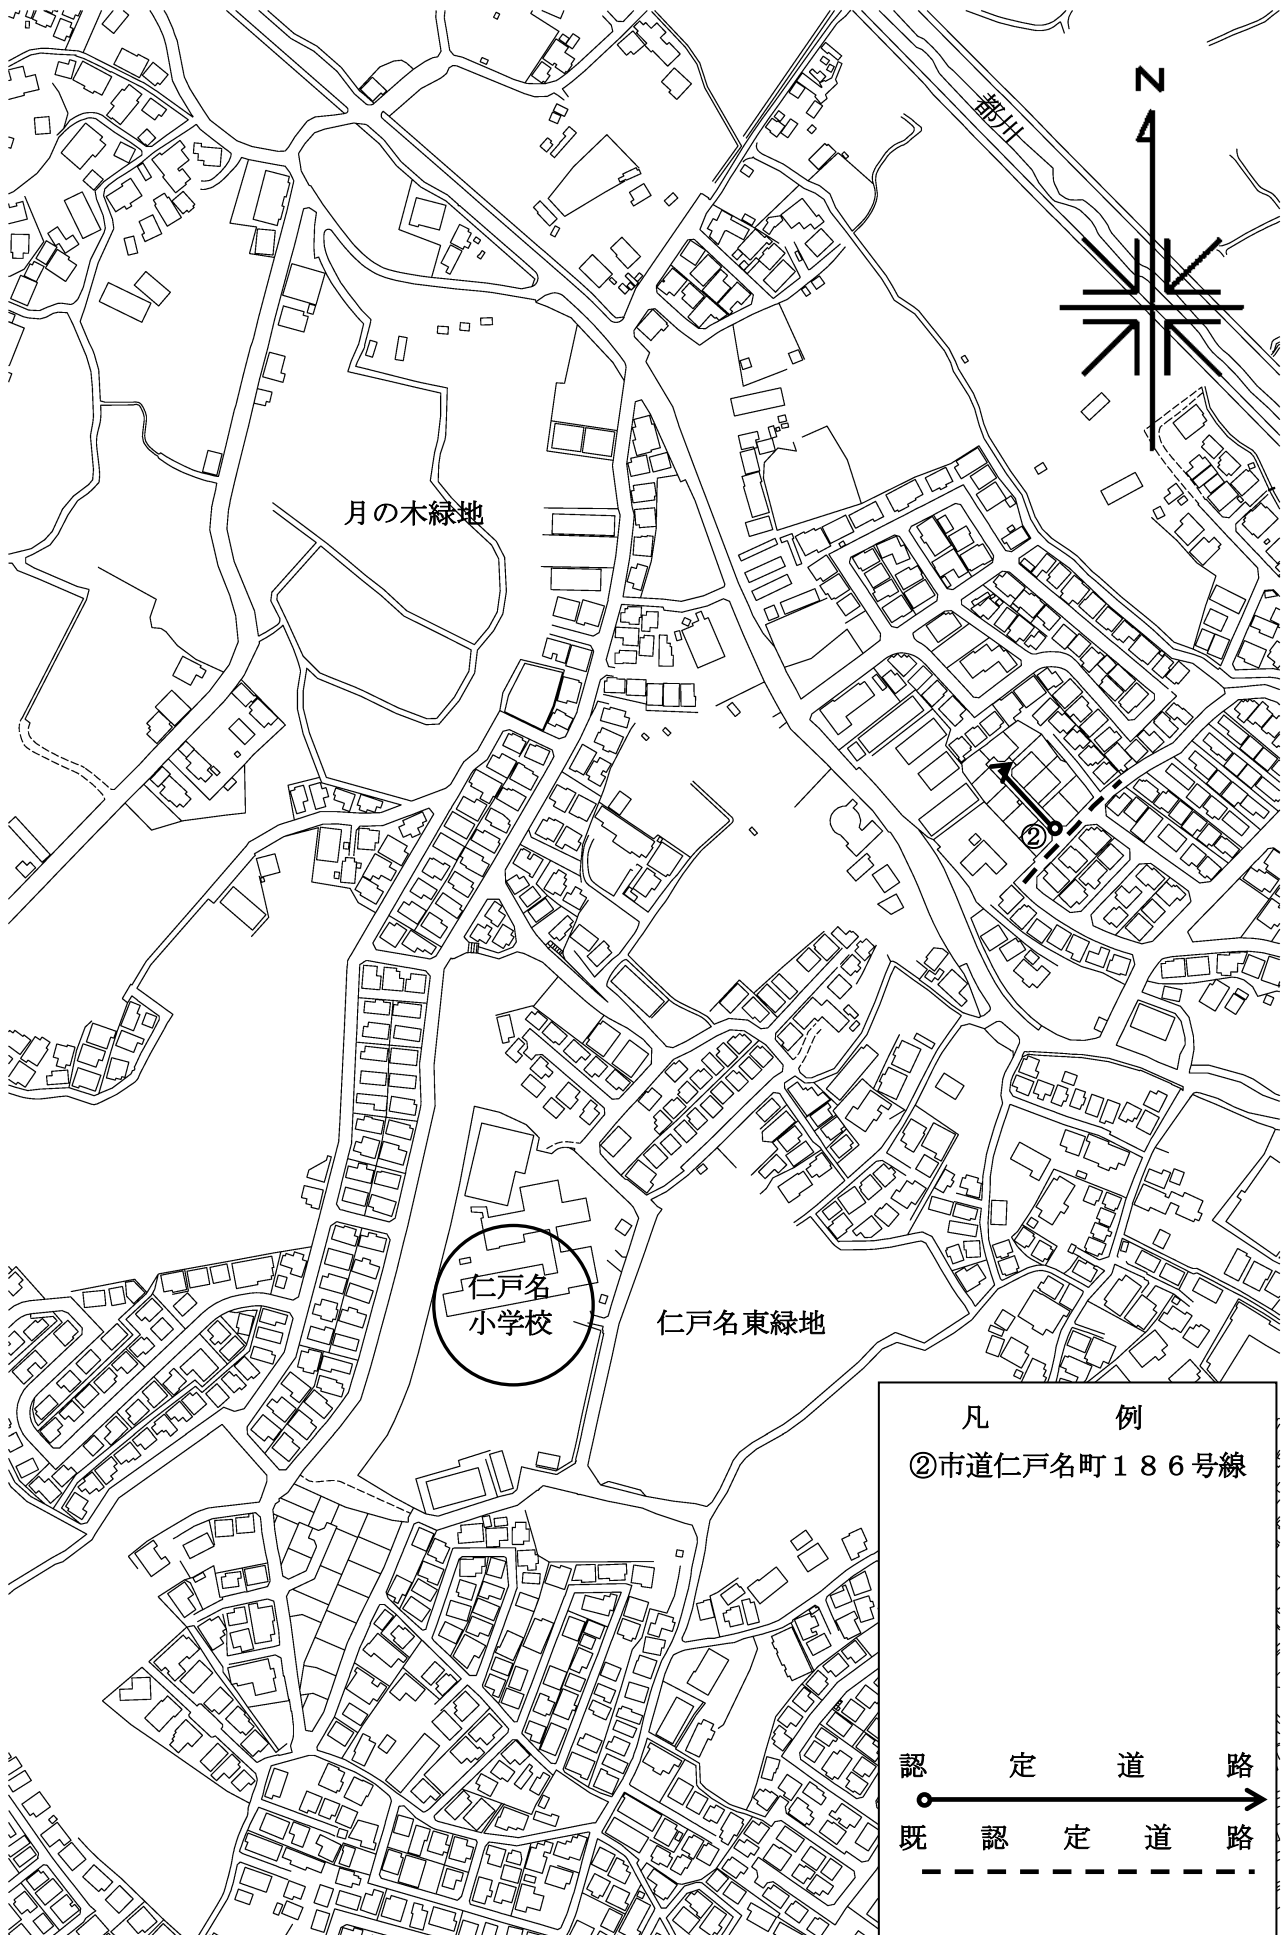 N
都川
月の木緑地
②
仁戸名
小学校
仁戸名東緑地
凡　例
②市道仁戸名町１８６号線
認定道路
既認定道路